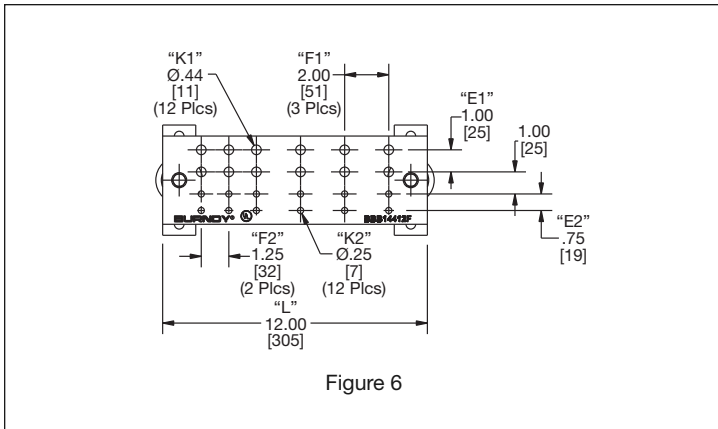 “K1”
Ø.44
[11]
(12 Plcs)
“F1”
2.00
[51]
(3 Plcs)
“E1”
1.00
[25]
1.00
[25]
BURNDY®
UL
BBB14412F
“E2”
.75
[19]
“F2”
1.25
[32]
(2 Plcs)
“K2”
Ø.25
[7]
(12 Plcs)
“L”
12.00
[305]
Figure 6